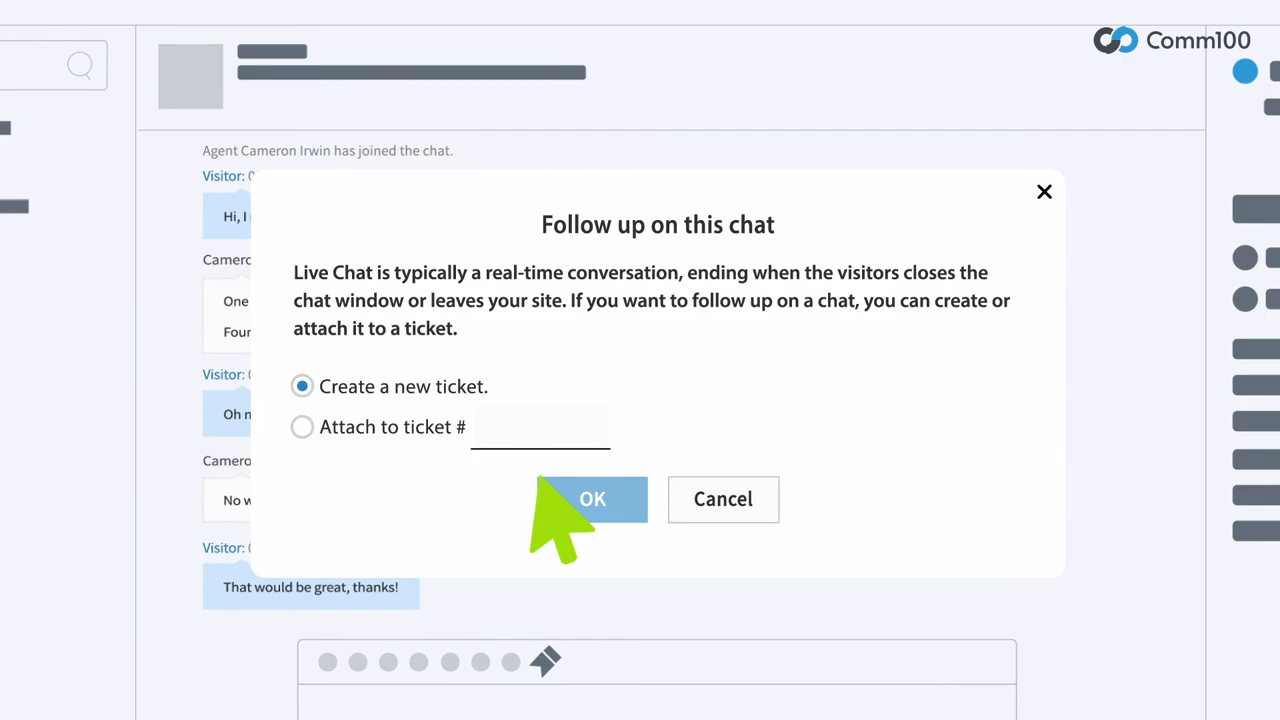 Comm100
Agent Cameron Irwin has joined the chat.
Visitor:
Follow up on this chat
Hi, I
Live Chat is typically a real-time conversation, ending when the visitors closes the
chat window or leaves your site. If you want to follow up on a chat, you can create or
attach it to a ticket.
One
Visitor:
Create a new ticket.
Oh
Attach to ticket #
No
OK
Cancel
Visitor:
That would be great, thanks!